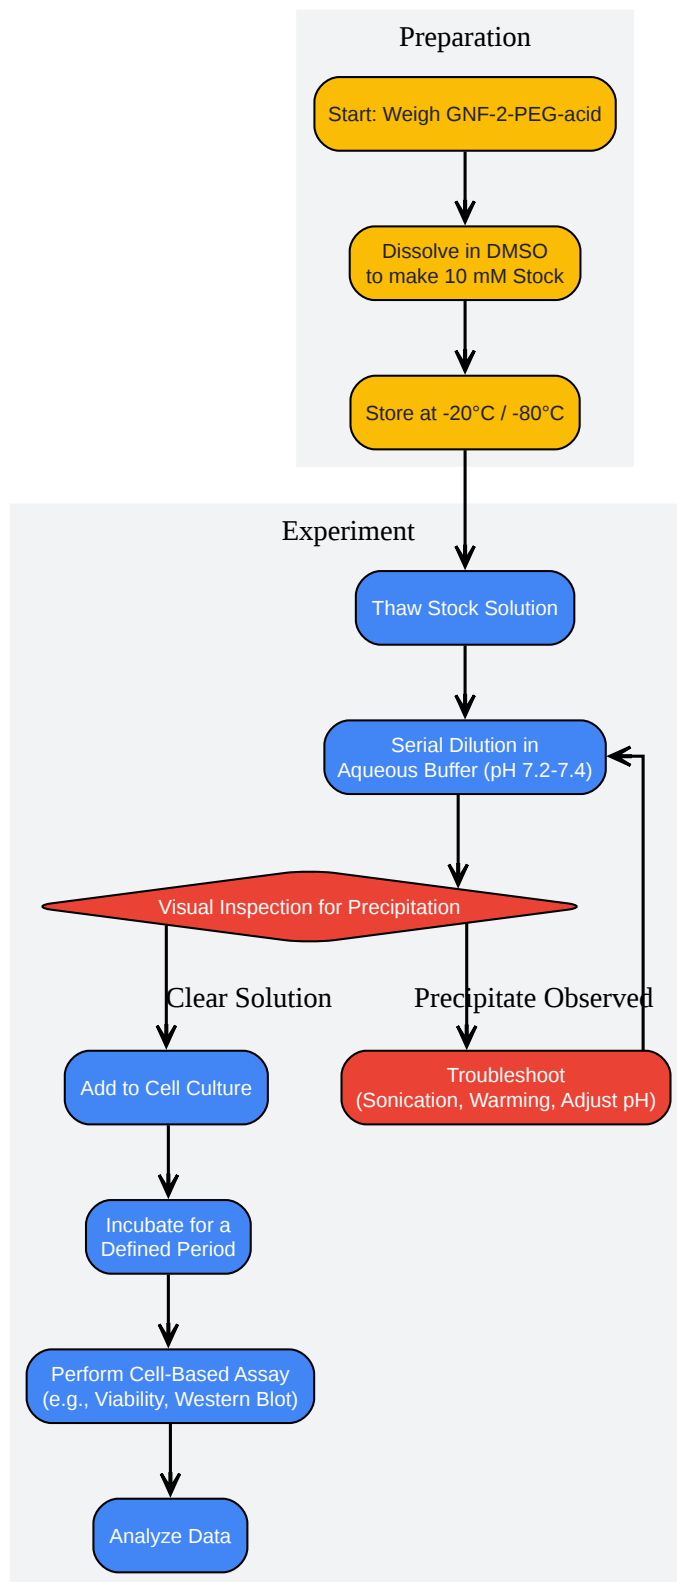 Preparation
Start: Weigh GNF-2-PEG-acid
Dissolve in DMSO
to make 10 mM Stock
Store at -20°C / -80°C
Experiment
Thaw Stock Solution
Serial Dilution in
Aqueous Buffer (pH 7.2-7.4)
Visual Inspection for Precipitation
Clear Solution
Precipitate Observed
Add to Cell Culture
Troubleshoot
(Sonication, Warming, Adjust pH)
Incubate for a
Defined Period
Perform Cell-Based Assay
(e.g., Viability, Western Blot)
Analyze Data